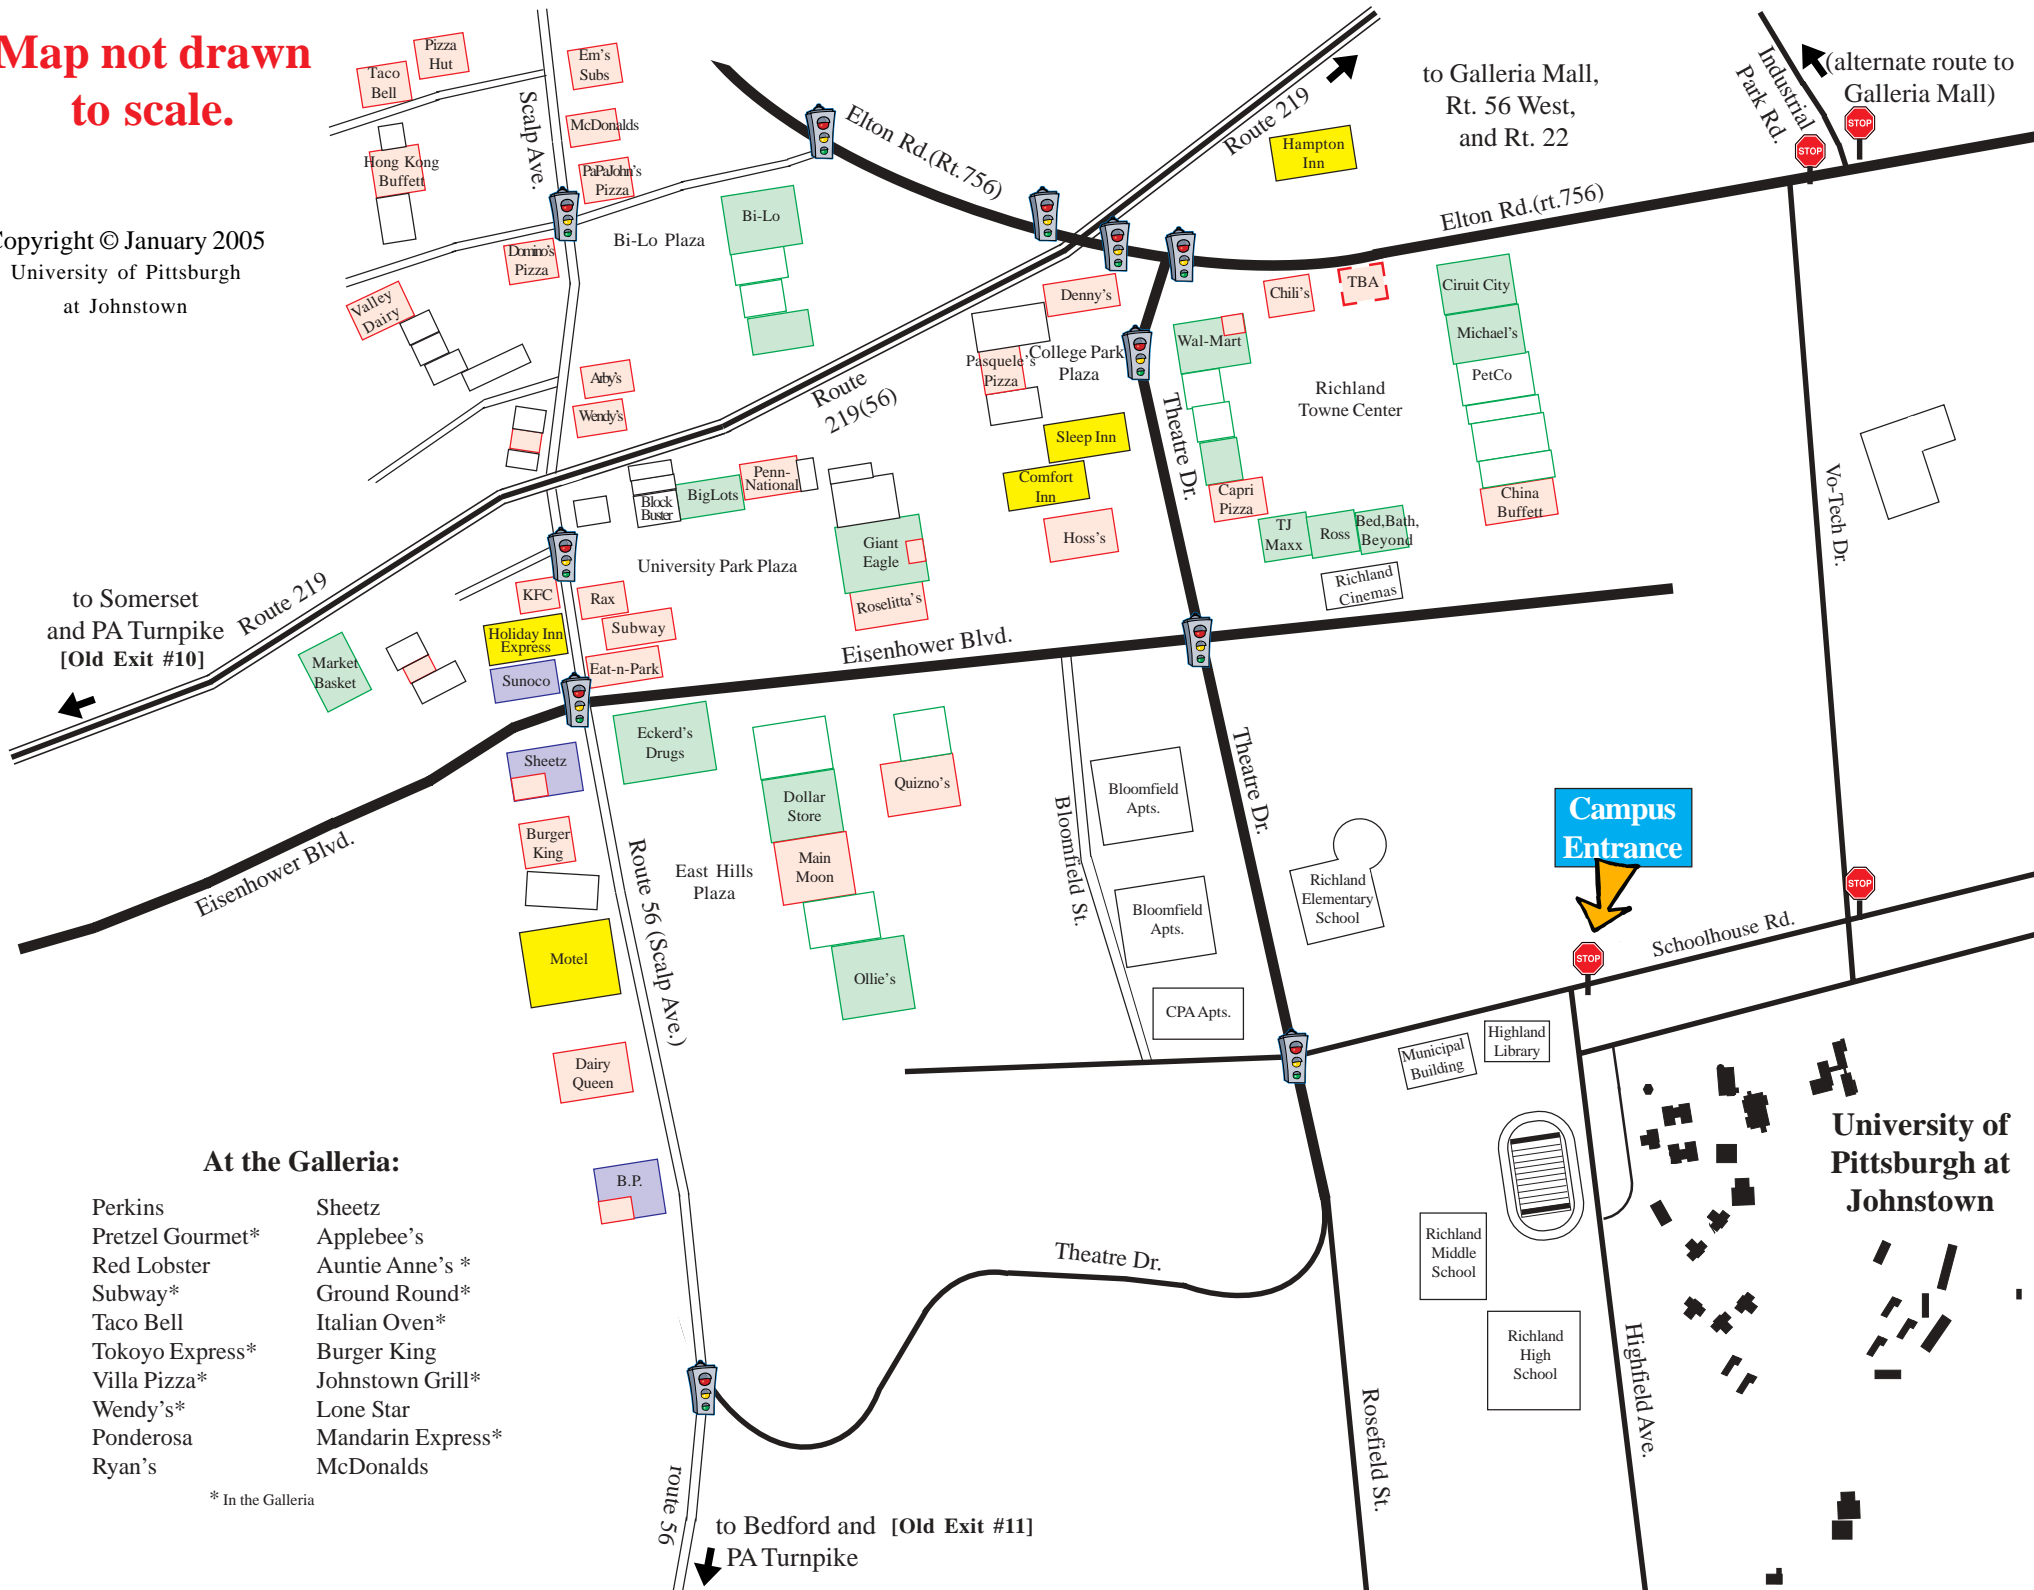 Map not drawn
to scale.
Copyright © January 2005
University of Pittsburgh
at Johnstown
Pizza
Hut
Taco
Bell
Em's
Subs
Scalp Ave.
McDonalds
Hong Kong
Buffett
PaPaJohn's
Pizza
Domino's
Pizza
Valley
Dairy
Bi-Lo
Bi-Lo Plaza
Elton Rd.(Rt.756)
Route 219
Hampton
Inn
to Galleria Mall,
Rt. 56 West,
and Rt. 22
Industrial
Park Rd.
(alternate route to
Galleria Mall)
STOP
STOP
Elton Rd.(rt.756)
Denny's
Chili's
TBA
Ciruit City
Michael's
PetCo
Wal-Mart
Pasquele's
Pizza
College Park
Plaza
Richland
Towne Center
Arby's
Wendy's
Route
219(56)
Theatre Dr.
Sleep Inn
Comfort
Inn
Hoss's
Capri
Pizza
China
Buffett
TJ
Maxx
Ross
Bed,Bath,
Beyond
Richland
Cinemas
Vo-Tech Dr.
Block
Buster
BigLots
Penn-
National
University Park Plaza
Giant
Eagle
Roselitta's
KFC
Rax
Holiday Inn
Express
Subway
Sunoco
Eat-n-Park
Eisenhower Blvd.
to Somerset
and PA Turnpike
[Old Exit #10]
Route 219
Market
Basket
Sheetz
Eckerd's
Drugs
Dollar
Store
Quizno's
Burger
King
Main
Moon
East Hills
Plaza
Eisenhower Blvd.
Route 56 (Scalp Ave.)
Motel
Ollie's
Bloomfield St.
Bloomfield
Apts.
Bloomfield
Apts.
CPA Apts.
Theatre Dr.
Richland
Elementary
School
Campus
Entrance
STOP
STOP
Schoolhouse Rd.
Municipal
Building
Highland
Library
Dairy
Queen
B.P.
University of
Pittsburgh at
Johnstown
Richland
Middle
School
Richland
High
School
Theatre Dr.
Rosefield St.
Highfield Ave.
route 56
to Bedford and [Old Exit #11]
PA Turnpike
At the Galleria:
Perkins
Pretzel Gourmet*
Red Lobster
Subway*
Taco Bell
Tokoyo Express*
Villa Pizza*
Wendy's*
Ponderosa
Ryan's
Sheetz
Applebee's
Auntie Anne's *
Ground Round*
Italian Oven*
Burger King
Johnstown Grill*
Lone Star
Mandarin Express*
McDonalds
* In the Galleria